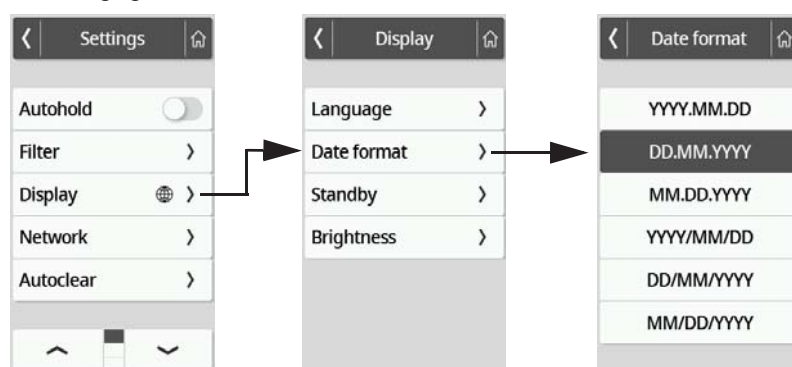 Settings
Autohold
Filter
Display
Network
Autoclear
Display
Language
Date format
Standby
Brightness
Date format
YYYY.MM.DD
DD.MM.YYYY
MM.DD.YYYY
YYYY/MM/DD
DD/MM/YYYY
MM/DD/YYYY